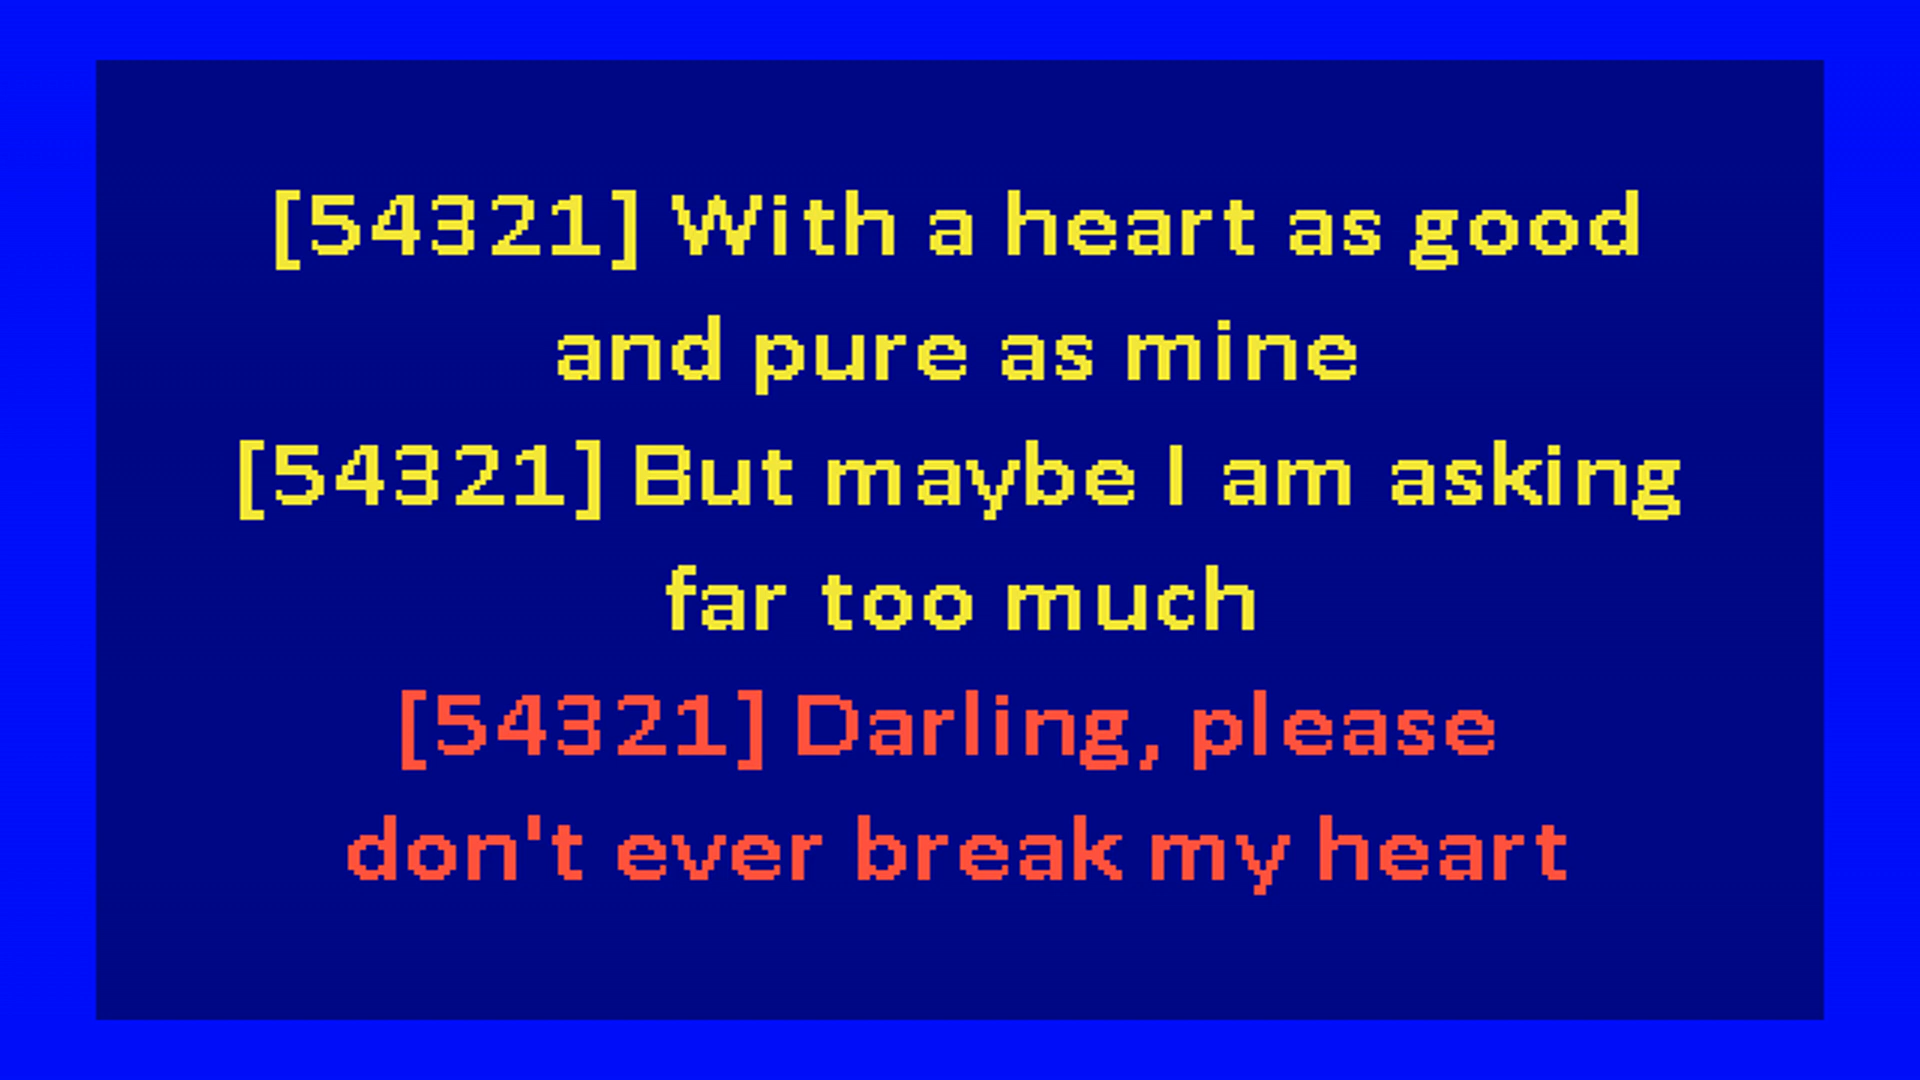 [54321] With a heart as good
and pure as mine
[54321] But maybe I am asking
far too much
[54321] Darling, please
don't ever break my heart